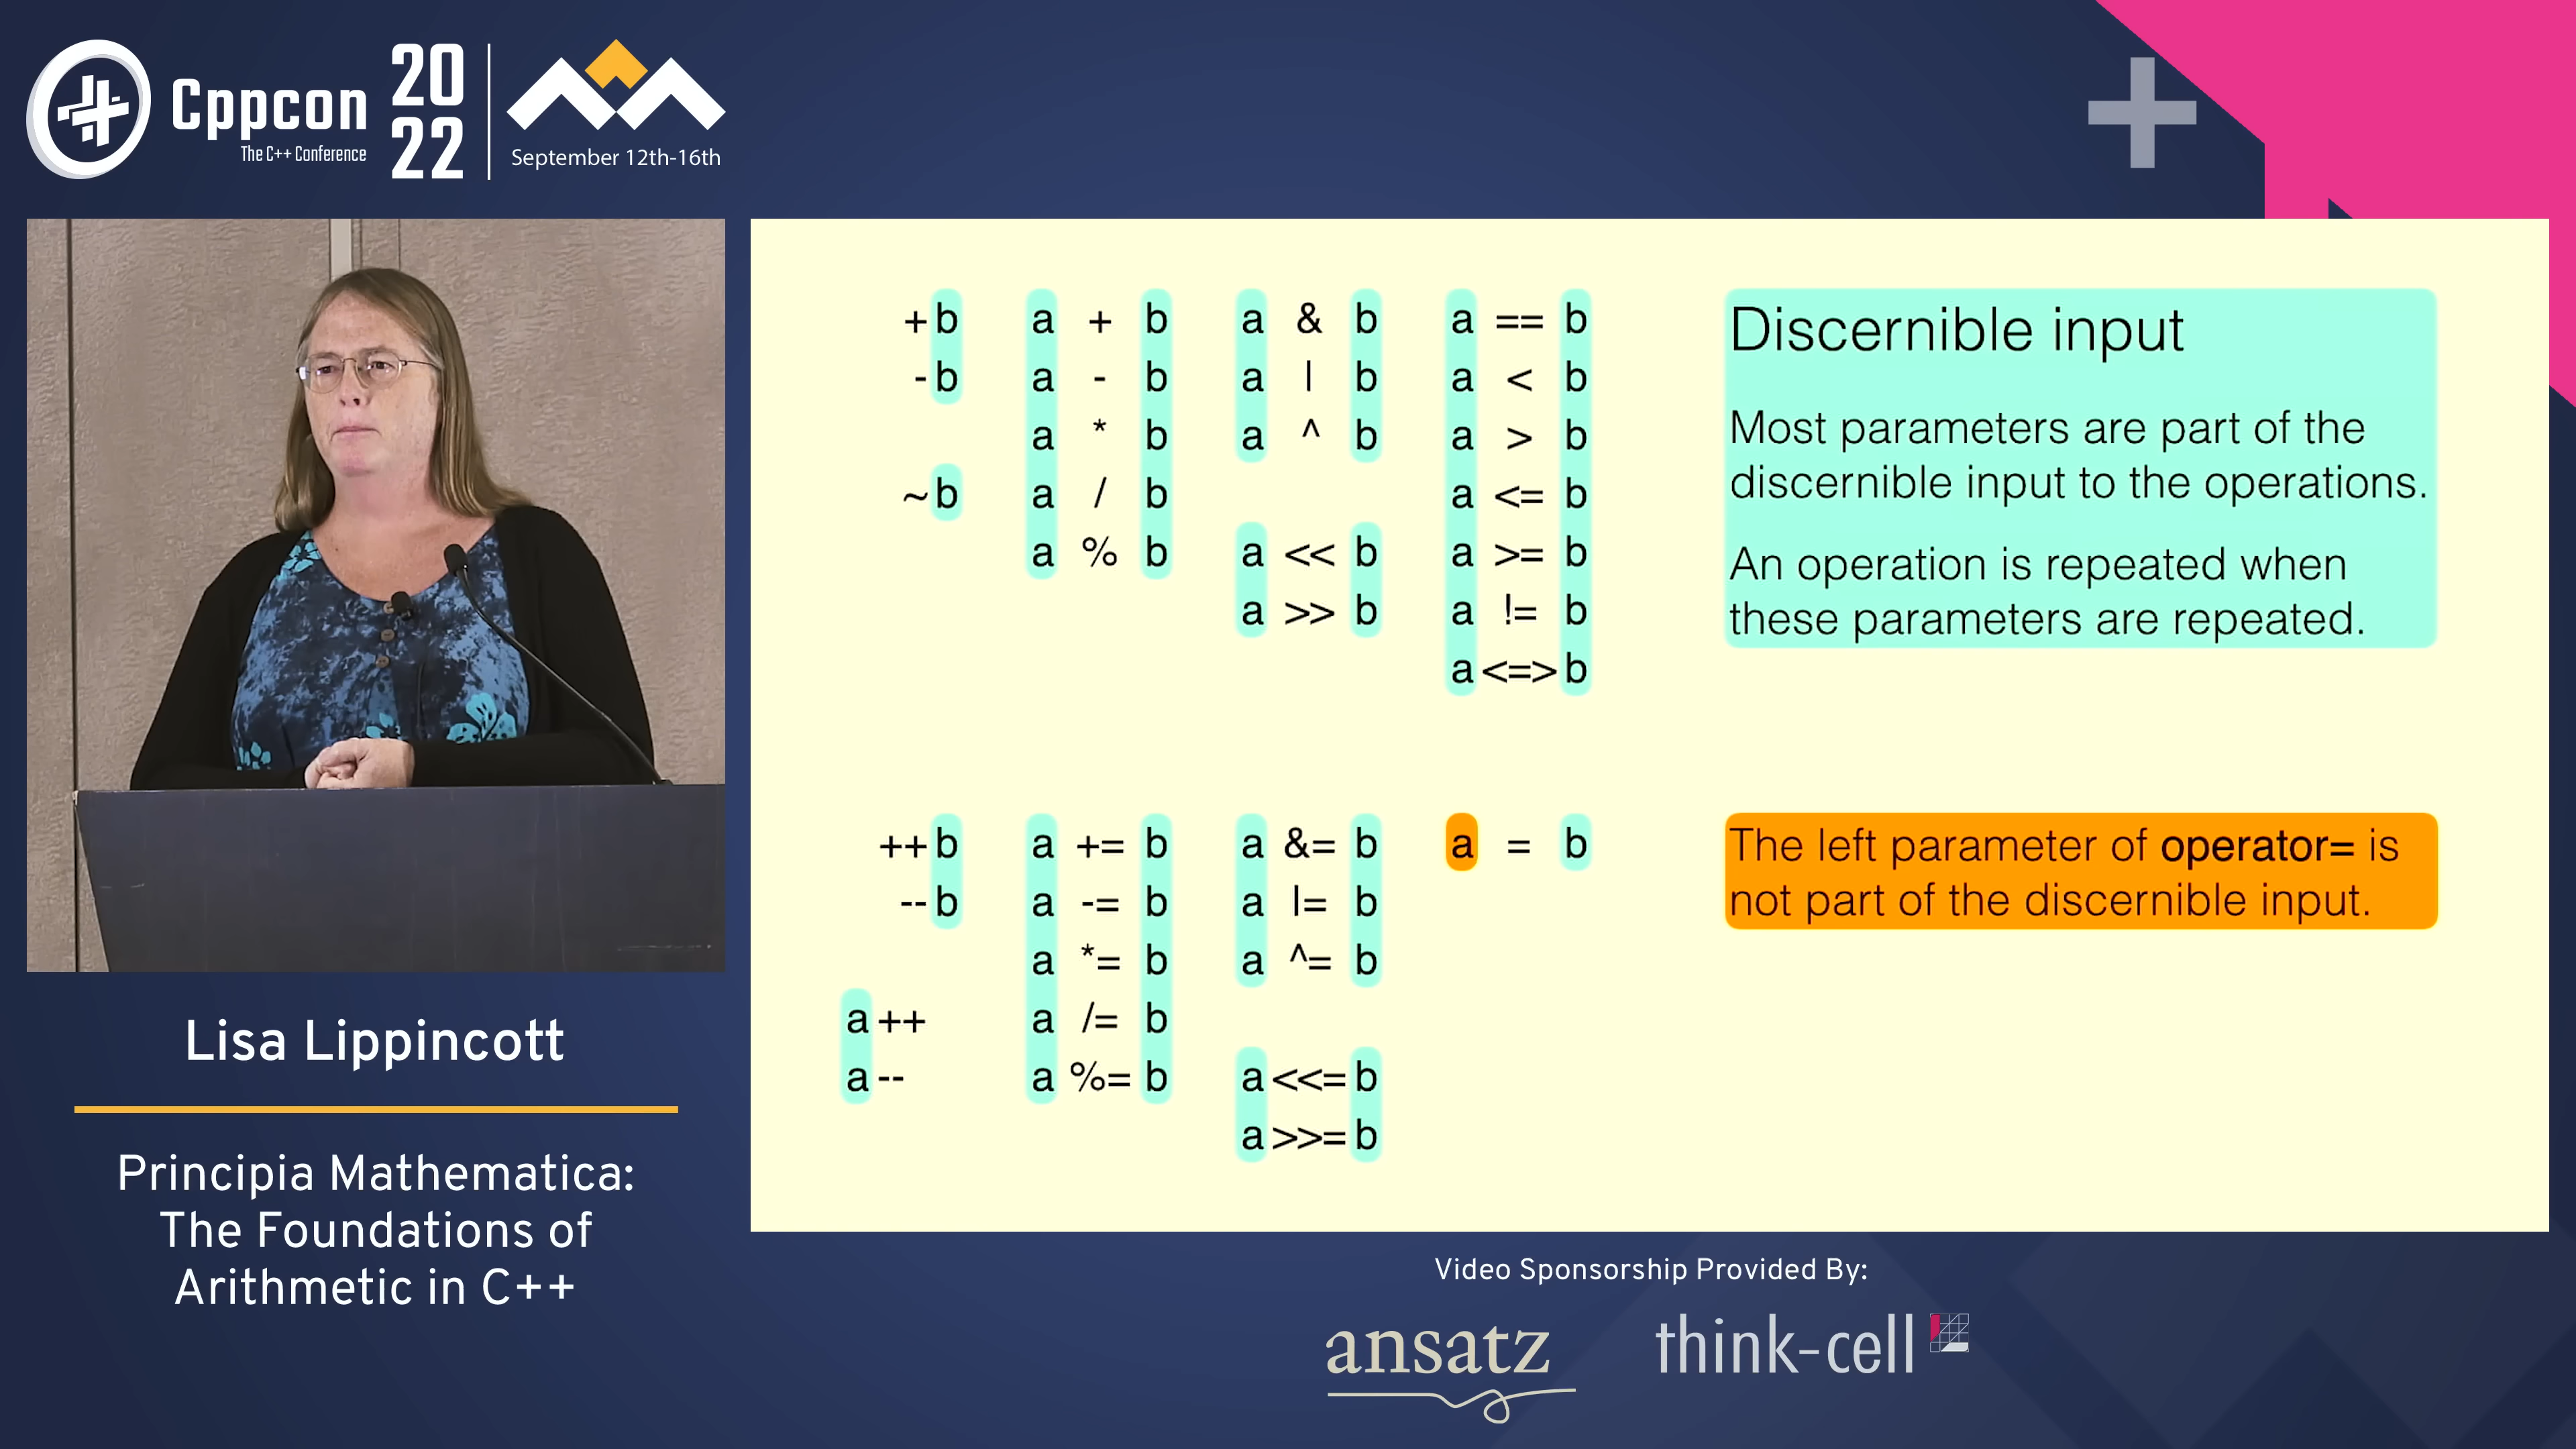 Cppcon
The C++ Conference
20
22
September 12th-16th
+b a + b a & b a == b
-b a - b a | b a < b
a * b a ^ b a > b
~b a / b a <= b
a % b a << b a >= b
a >> b a != b
a <=> b
Discernible input
Most parameters are part of the
discernible input to the operations.
An operation is repeated when
these parameters are repeated.
++b a += b a &= b a = b
--b a -= b a |= b
a *= b a ^= b
a++ a /= b
a-- a %= b a <<= b
a >>= b
The left parameter of operator= is
not part of the discernible input.
Lisa Lippincott
Principia Mathematica:
The Foundations of
Arithmetic in C++
Video Sponsorship Provided By:
ansatz
think-cell